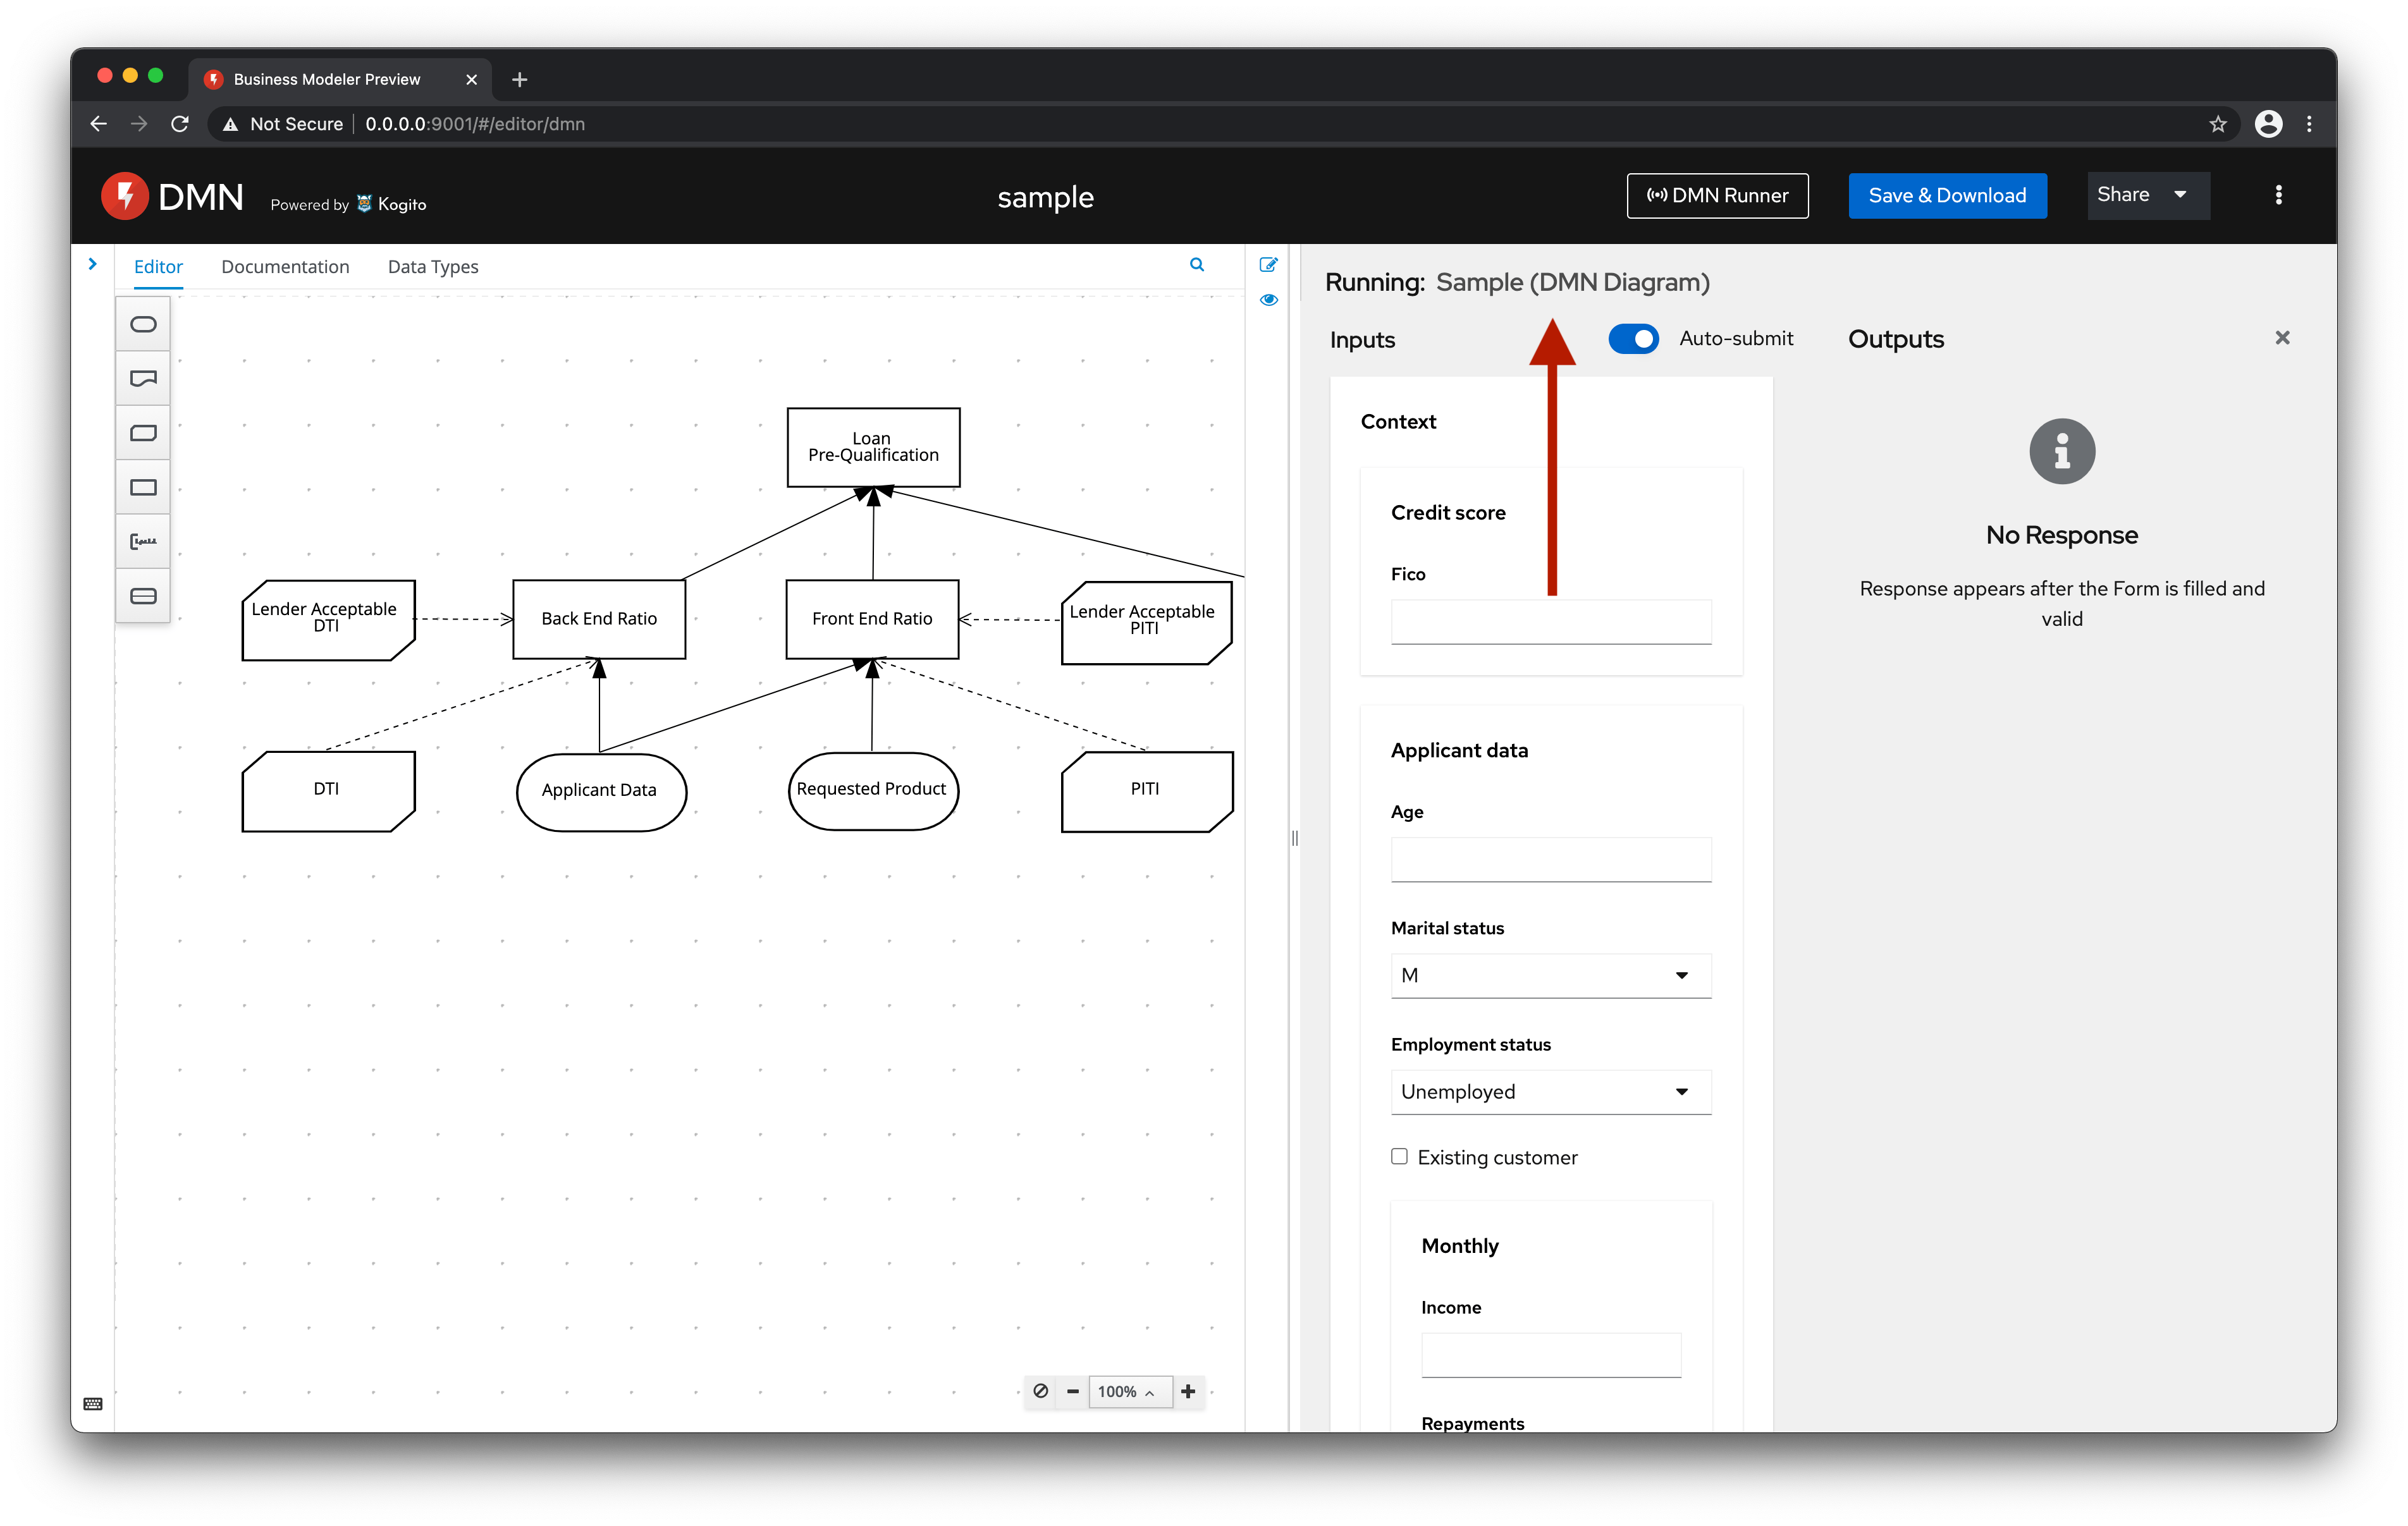 Business Modeler Preview
Not Secure | 0.0.0.0:9001/#/editor/dmn
DMN Powered by Kogito
sample
DMN Runner
Save & Download
Share
Editor
Documentation
Data Types
Loan
Pre-Qualification
Lender Acceptable
DTI
Back End Ratio
Front End Ratio
Lender Acceptable
PITI
DTI
Applicant Data
Requested Product
PITI
100%
Running: Sample (DMN Diagram)
Inputs
Auto-submit
Context
Credit score
Fico
Applicant data
Age
Marital status
M
Employment status
Unemployed
Existing customer
Monthly
Income
Repayments
Outputs
No Response
Response appears after the Form is filled and
valid